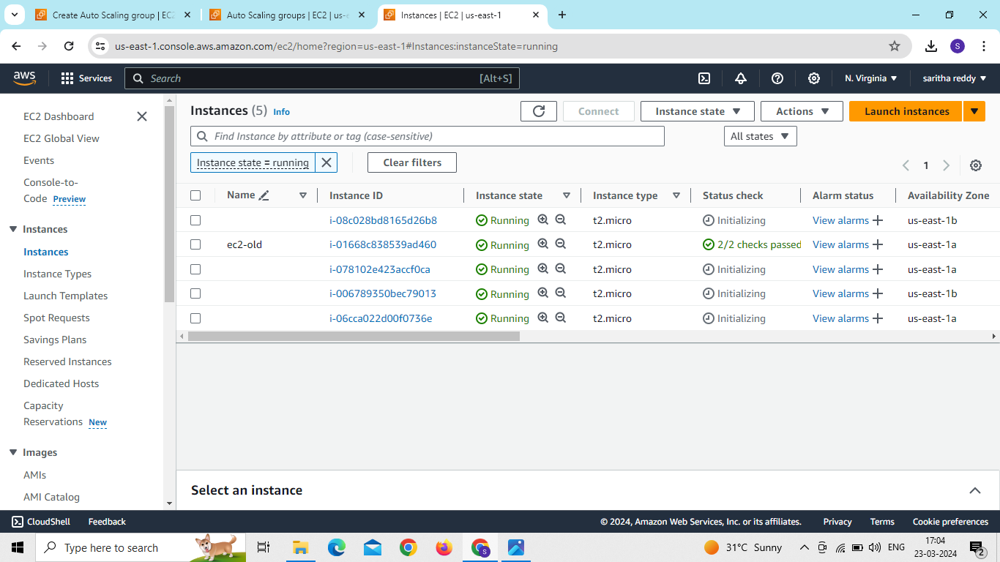 Create Auto Scaling group | EC2
Auto Scaling groups | EC2 | us-e
Instances | EC2 | us-east-1
us-east-1.console.aws.amazon.com/ec2/home?region=us-east-1#Instances:instanceState=running
S
aws
Services
Search
[Alt+S]
N. Virginia
saritha reddy
EC2 Dashboard
EC2 Global View
Events
Console-to-
Code Preview
Instances
Instances
Instance Types
Launch Templates
Spot Requests
Savings Plans
Reserved Instances
Dedicated Hosts
Capacity
Reservations New
Images
AMIs
AMI Catalog
Instances (5) Info
Connect
Instance state
Actions
Launch instances
Find Instance by attribute or tag (case-sensitive)
All states
Instance state = running
Clear filters
1
Name Instance ID Instance state Instance type Status check Alarm status Availability Zone
i-08c028bd8165d26b8 Running t2.micro Initializing View alarms us-east-1b
ec2-old i-01668c838539ad460 Running t2.micro 2/2 checks passed View alarms us-east-1a
i-078102e423accf0ca Running t2.micro Initializing View alarms us-east-1a
i-006789350bec79013 Running t2.micro Initializing View alarms us-east-1b
i-06cca022d00f0736e Running t2.micro Initializing View alarms us-east-1a
Select an instance
CloudShell
Feedback
© 2024, Amazon Web Services, Inc. or its affiliates.
Privacy
Terms
Cookie preferences
Type here to search
S
31°C Sunny
ENG
17:04
23-03-2024
2